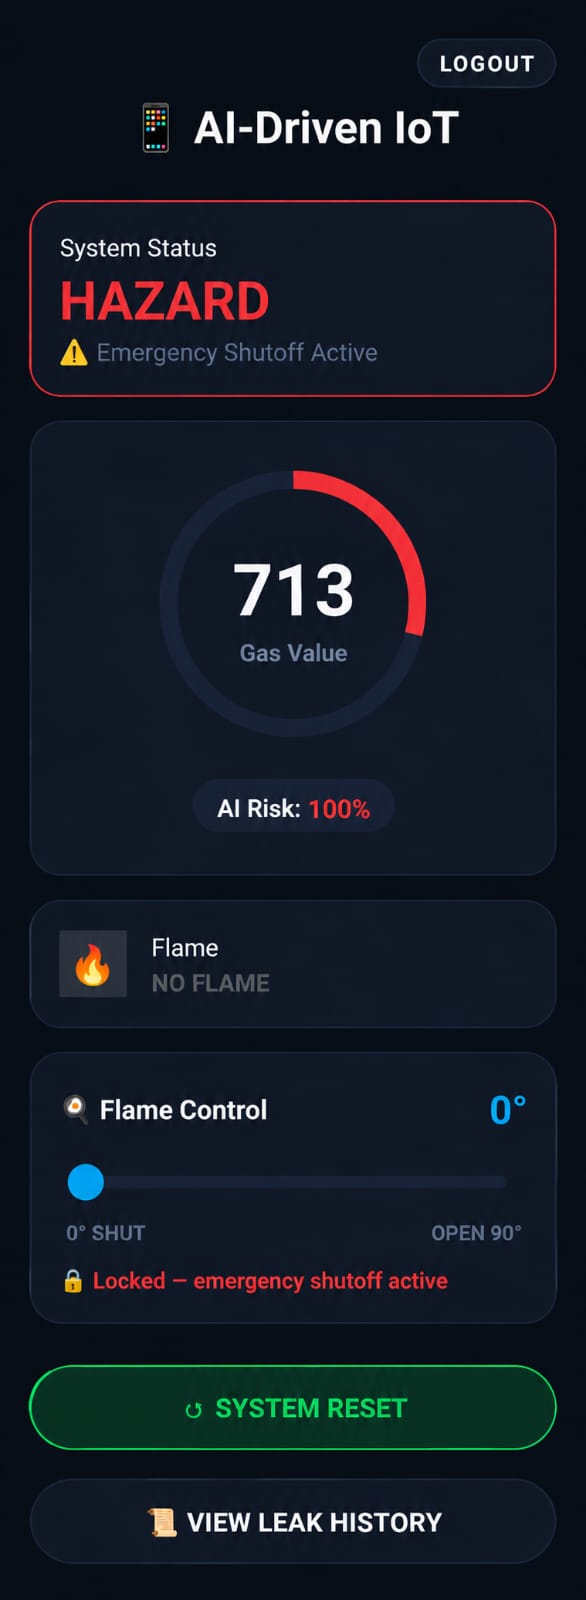 LOGOUT
AI-Driven IoT
System Status
HAZARD
⚠️ Emergency Shutoff Active
713
Gas Value
AI Risk: 100%
Flame
NO FLAME
Flame Control
0°
0° SHUT
OPEN 90°
Locked – emergency shutoff active
↺ SYSTEM RESET
VIEW LEAK HISTORY